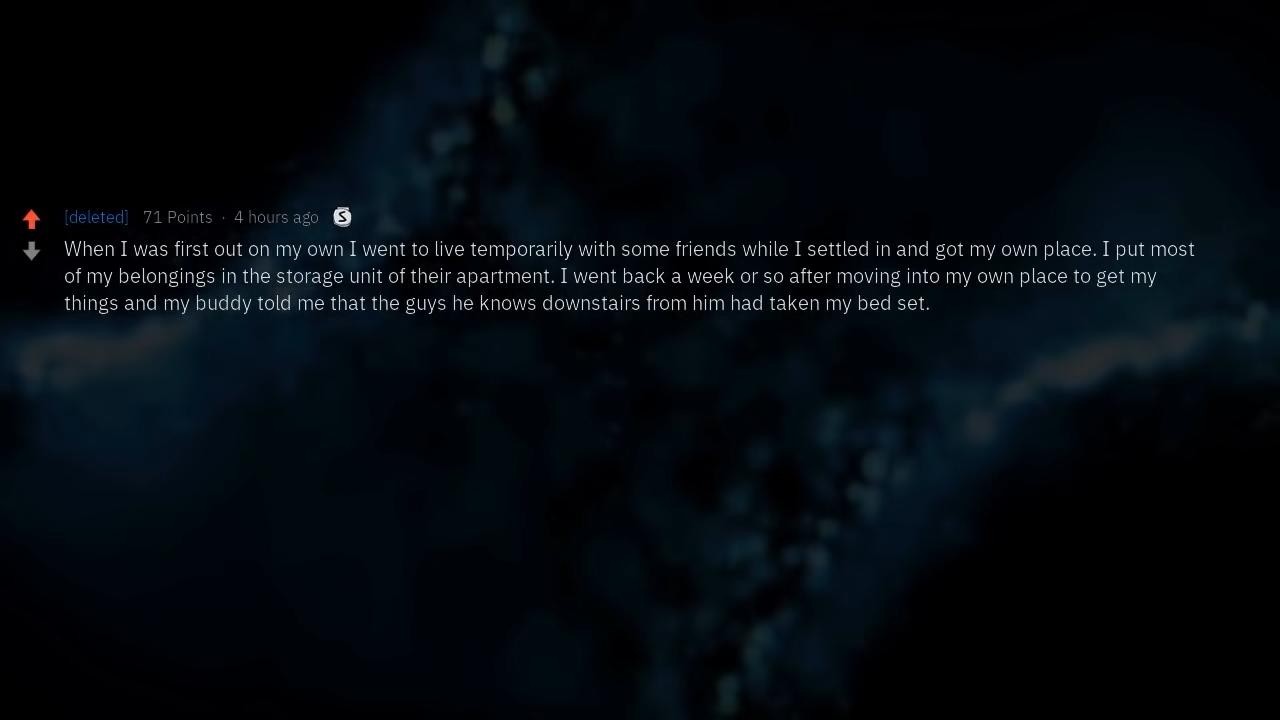 [deleted] 71 Points · 4 hours ago S
When I was first out on my own I went to live temporarily with some friends while I settled in and got my own place. I put most
of my belongings in the storage unit of their apartment. I went back a week or so after moving into my own place to get my
things and my buddy told me that the guys he knows downstairs from him had taken my bed set.